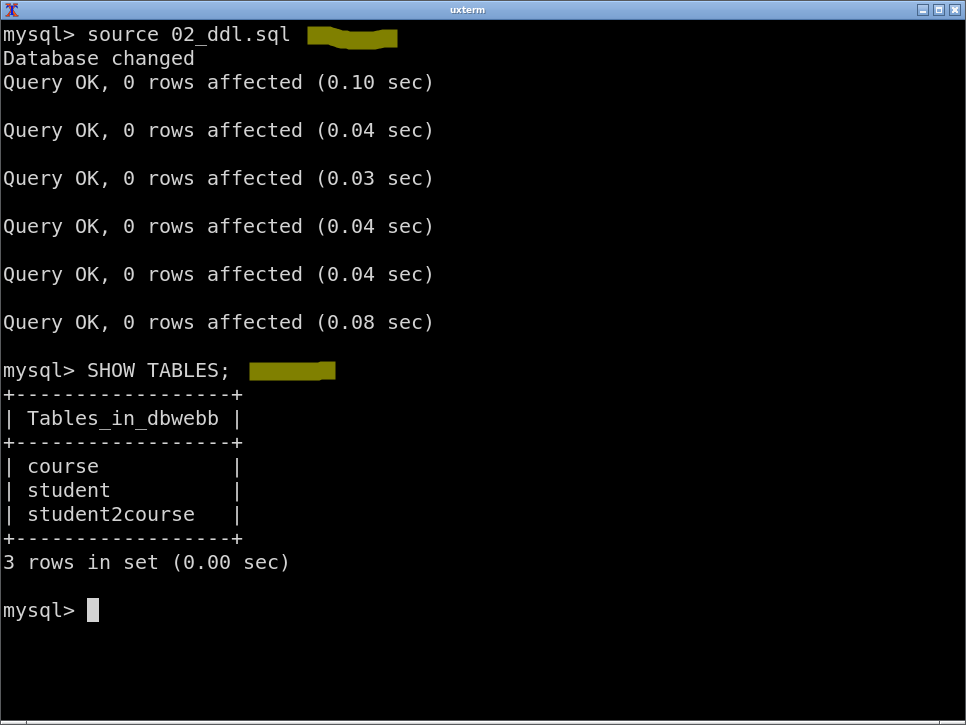 uxterm
mysql> source 02_ddl.sql
Database changed
Query OK, 0 rows affected (0.10 sec)
Query OK, 0 rows affected (0.04 sec)
Query OK, 0 rows affected (0.03 sec)
Query OK, 0 rows affected (0.04 sec)
Query OK, 0 rows affected (0.04 sec)
Query OK, 0 rows affected (0.08 sec)
mysql> SHOW TABLES;
+------------------+
| Tables_in_dbwebb |
+------------------+
| course           |
| student          |
| student2course   |
+------------------+
3 rows in set (0.00 sec)
mysql>